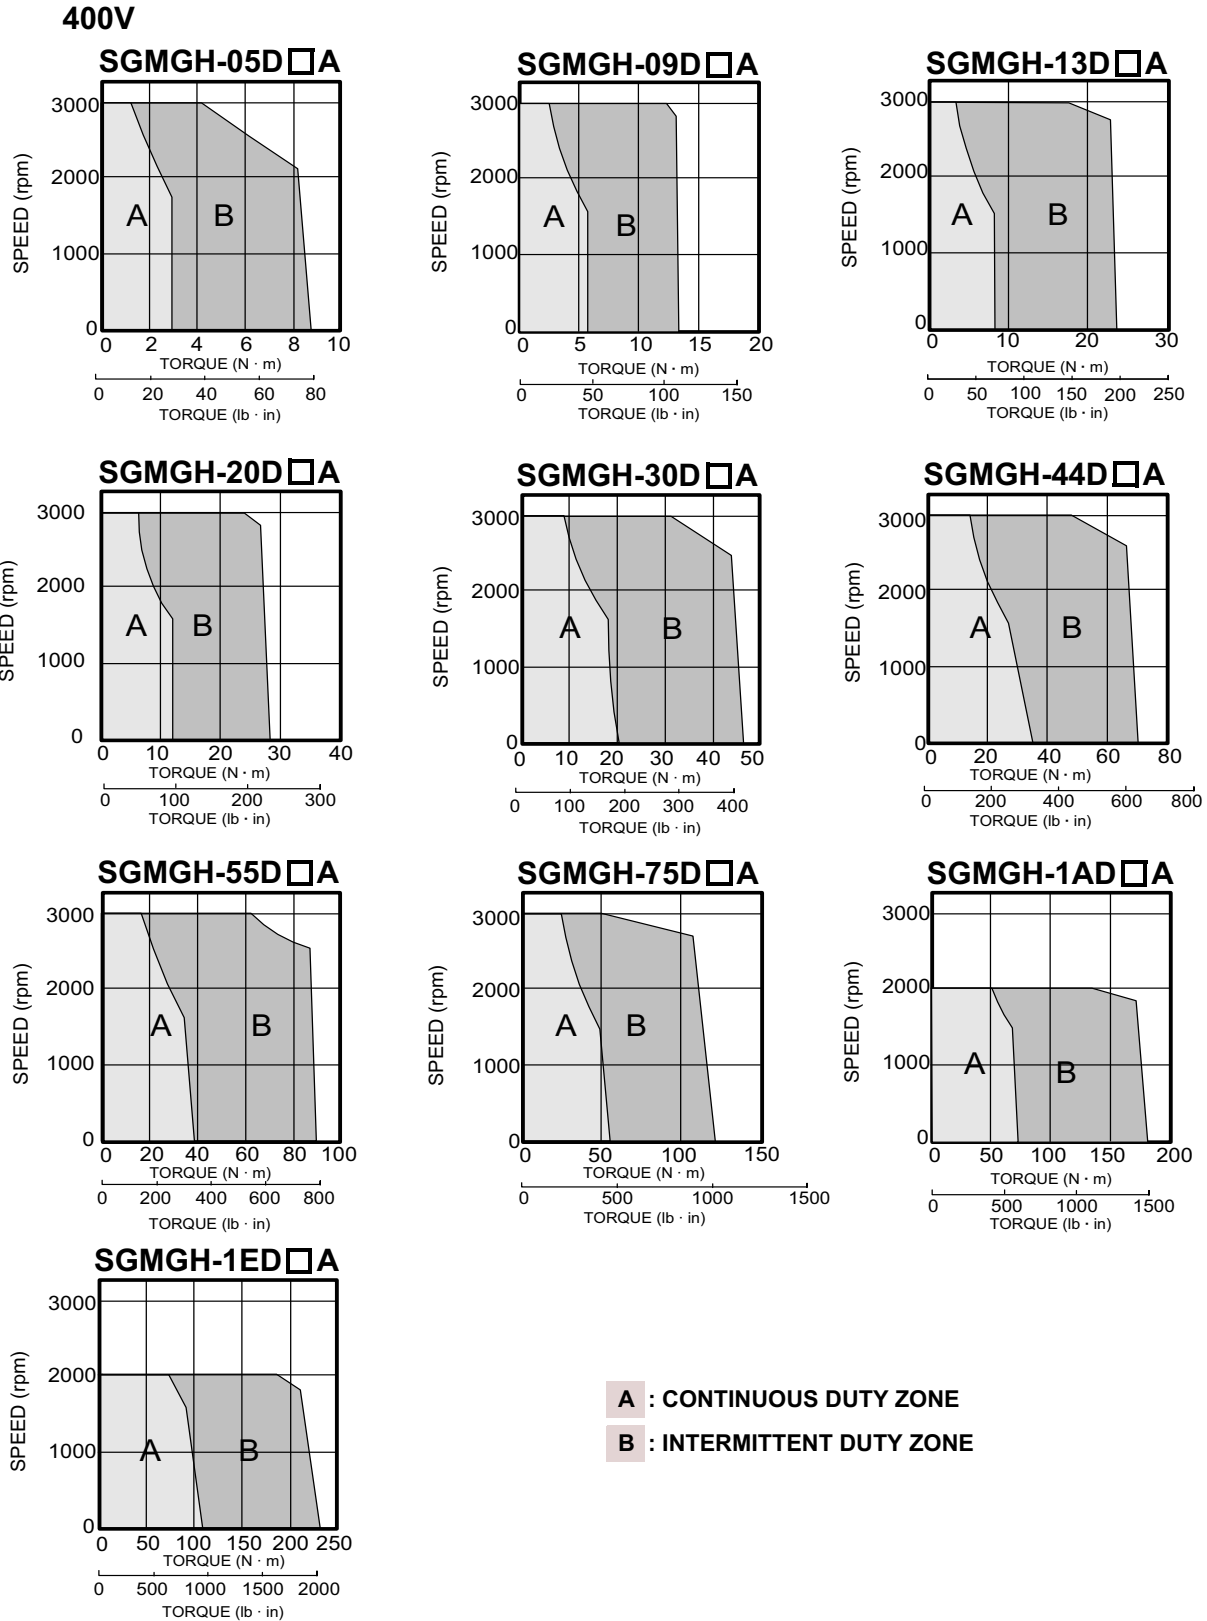 400V
SGMGH-05D□A
SPEED (rpm)
3000
2000
1000
0
A
B
0 2 4 6 8 10
TORQUE (N · m)
0 20 40 60 80
TORQUE (lb · in)
SGMGH-09D□A
SPEED (rpm)
3000
2000
1000
0
A
B
0 5 10 15 20
TORQUE (N · m)
0 50 100 150
TORQUE (lb · in)
SGMGH-13D□A
SPEED (rpm)
3000
2000
1000
0
A
B
0 10 20 30
TORQUE (N · m)
0 50 100 150 200 250
TORQUE (lb · in)
SGMGH-20D□A
SPEED (rpm)
3000
2000
1000
0
A
B
0 10 20 30 40
TORQUE (N · m)
0 100 200 300
TORQUE (lb · in)
SGMGH-30D□A
SPEED (rpm)
3000
2000
1000
0
A
B
0 10 20 30 40 50
TORQUE (N · m)
0 100 200 300 400
TORQUE (lb · in)
SGMGH-44D□A
SPEED (rpm)
3000
2000
1000
0
A
B
0 20 40 60 80
TORQUE (N · m)
0 200 400 600 800
TORQUE (lb · in)
SGMGH-55D□A
SPEED (rpm)
3000
2000
1000
0
A
B
0 20 40 60 80 100
TORQUE (N · m)
0 200 400 600 800
TORQUE (lb · in)
SGMGH-75D□A
SPEED (rpm)
3000
2000
1000
0
A
B
0 50 100 150
TORQUE (N · m)
0 500 1000 1500
TORQUE (lb · in)
SGMGH-1AD□A
SPEED (rpm)
3000
2000
1000
0
A
B
0 50 100 150 200
TORQUE (N · m)
0 500 1000 1500
TORQUE (lb · in)
SGMGH-1ED□A
SPEED (rpm)
3000
2000
1000
0
A
B
0 50 100 150 200 250
TORQUE (N · m)
0 500 1000 1500 2000
TORQUE (lb · in)
A : CONTINUOUS DUTY ZONE
B : INTERMITTENT DUTY ZONE